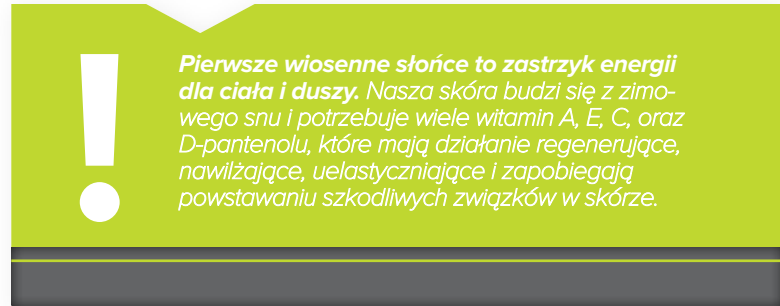 Pierwsze wiosenne słońce to zastrzyk energii
dla ciała i duszy. Nasza skóra budzi się z zimo-
wego snu i potrzebuje wiele witamin A, E, C, oraz
D-pantenolu, które mają działanie regenerujące,
nawilżające, uelastyczniające i zapobiegają
powstawaniu szkodliwych związków w skórze.